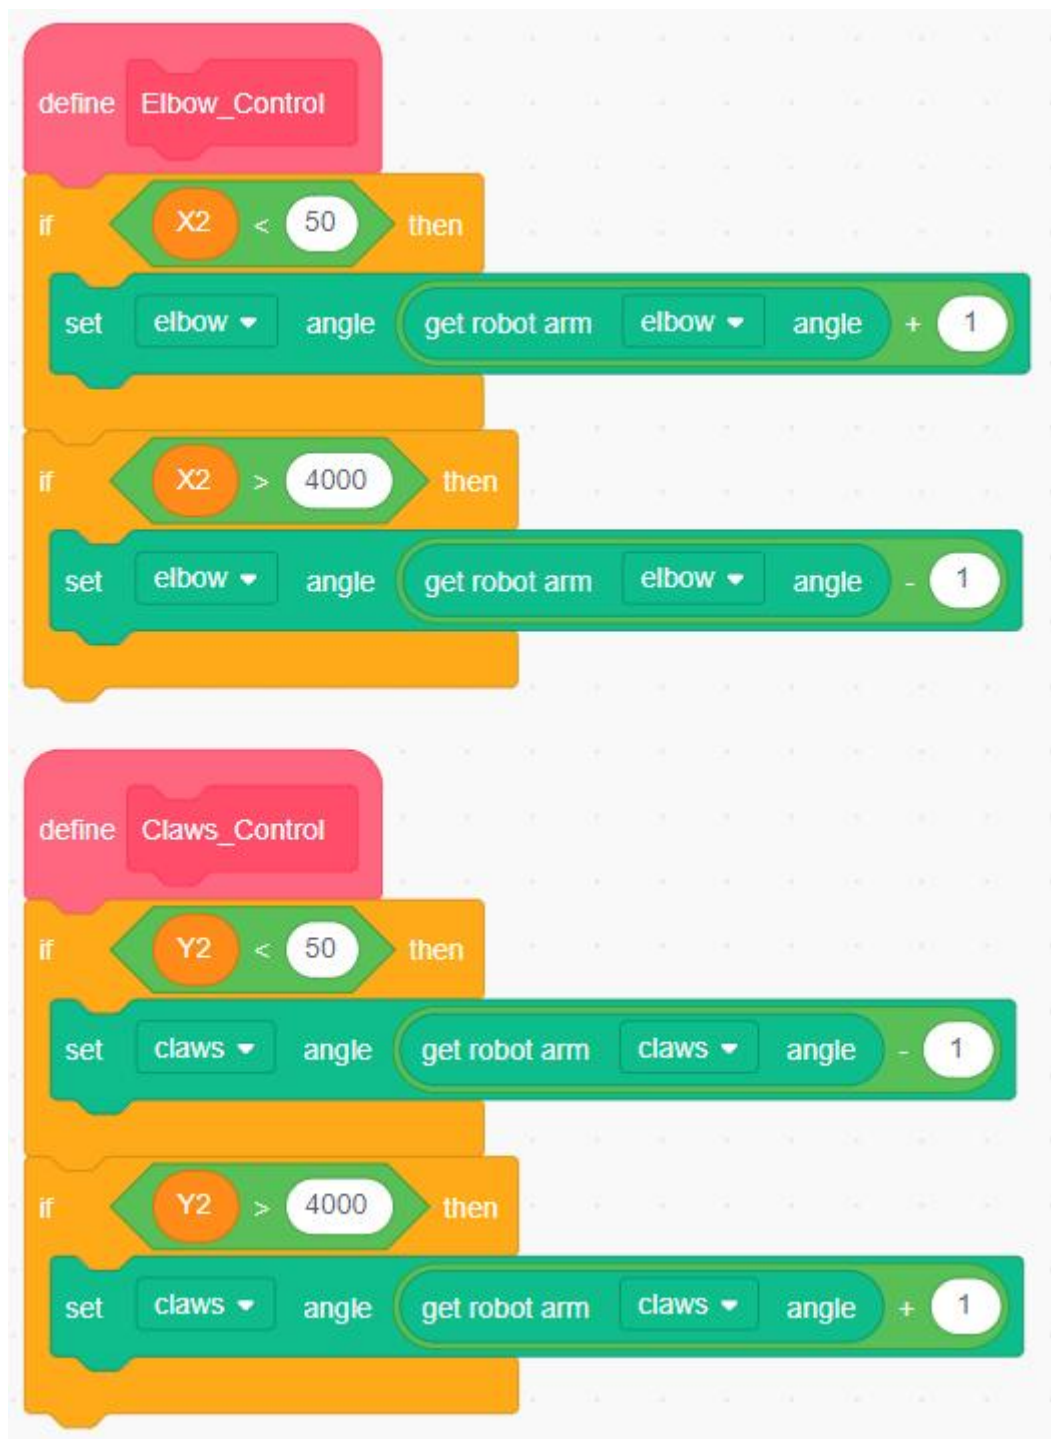 define Elbow_Control
if X2 < 50 then
set elbow angle get robot arm elbow angle + 1
if X2 > 4000 then
set elbow angle get robot arm elbow angle - 1
define Claws_Control
if Y2 < 50 then
set claws angle get robot arm claws angle - 1
if Y2 > 4000 then
set claws angle get robot arm claws angle + 1